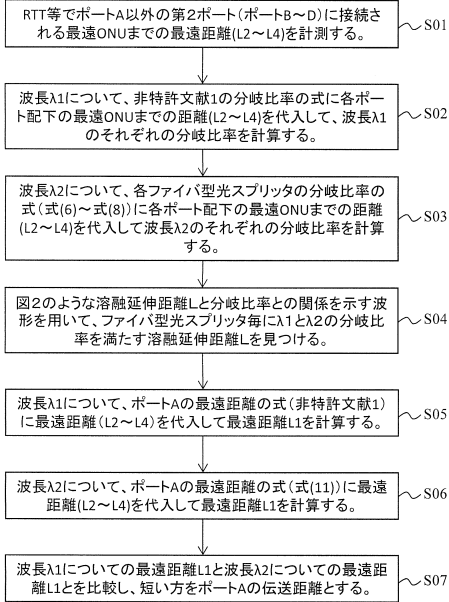 RTT等でポートA以外の第2ポート(ポートB~D)に接続さ
れる最遠ONUまでの最遠距離(L2~L4)を計測する。
S01
波長λ1について、非特許文献1の分岐比率の式に各ポ
ート配下の最遠ONUまでの距離(L2~L4)を代入して、波長λ1
のそれぞれの分岐比率を計算する。
S02
波長λ2について、各ファイバ型光スプリッタの分岐比率の
式(式(6)~式(8))に各ポート配下の最遠ONUまでの距離
(L2~L4)を代入して波長λ2のそれぞれの分岐比率を計算
する。
S03
図2のような溶融延伸距離Lと分岐比率との関係を示す波
形を用いて、ファイバ型光スプリッタ毎にλ1とλ2の分岐比
率を満たす溶融延伸距離Lを見つける。
S04
波長λ1について、ポートAの最遠距離の式(非特許文献1)
に最遠距離(L2~L4)を代入して最遠距離L1を計算する。
S05
波長λ2について、ポートAの最遠距離の式(式(11))に最遠
距離(L2~L4)を代入して最遠距離L1を計算する。
S06
波長λ1についての最遠距離L1と波長λ2についての最遠距
離L1とを比較し、短い方をポートAの伝送距離とする。
S07